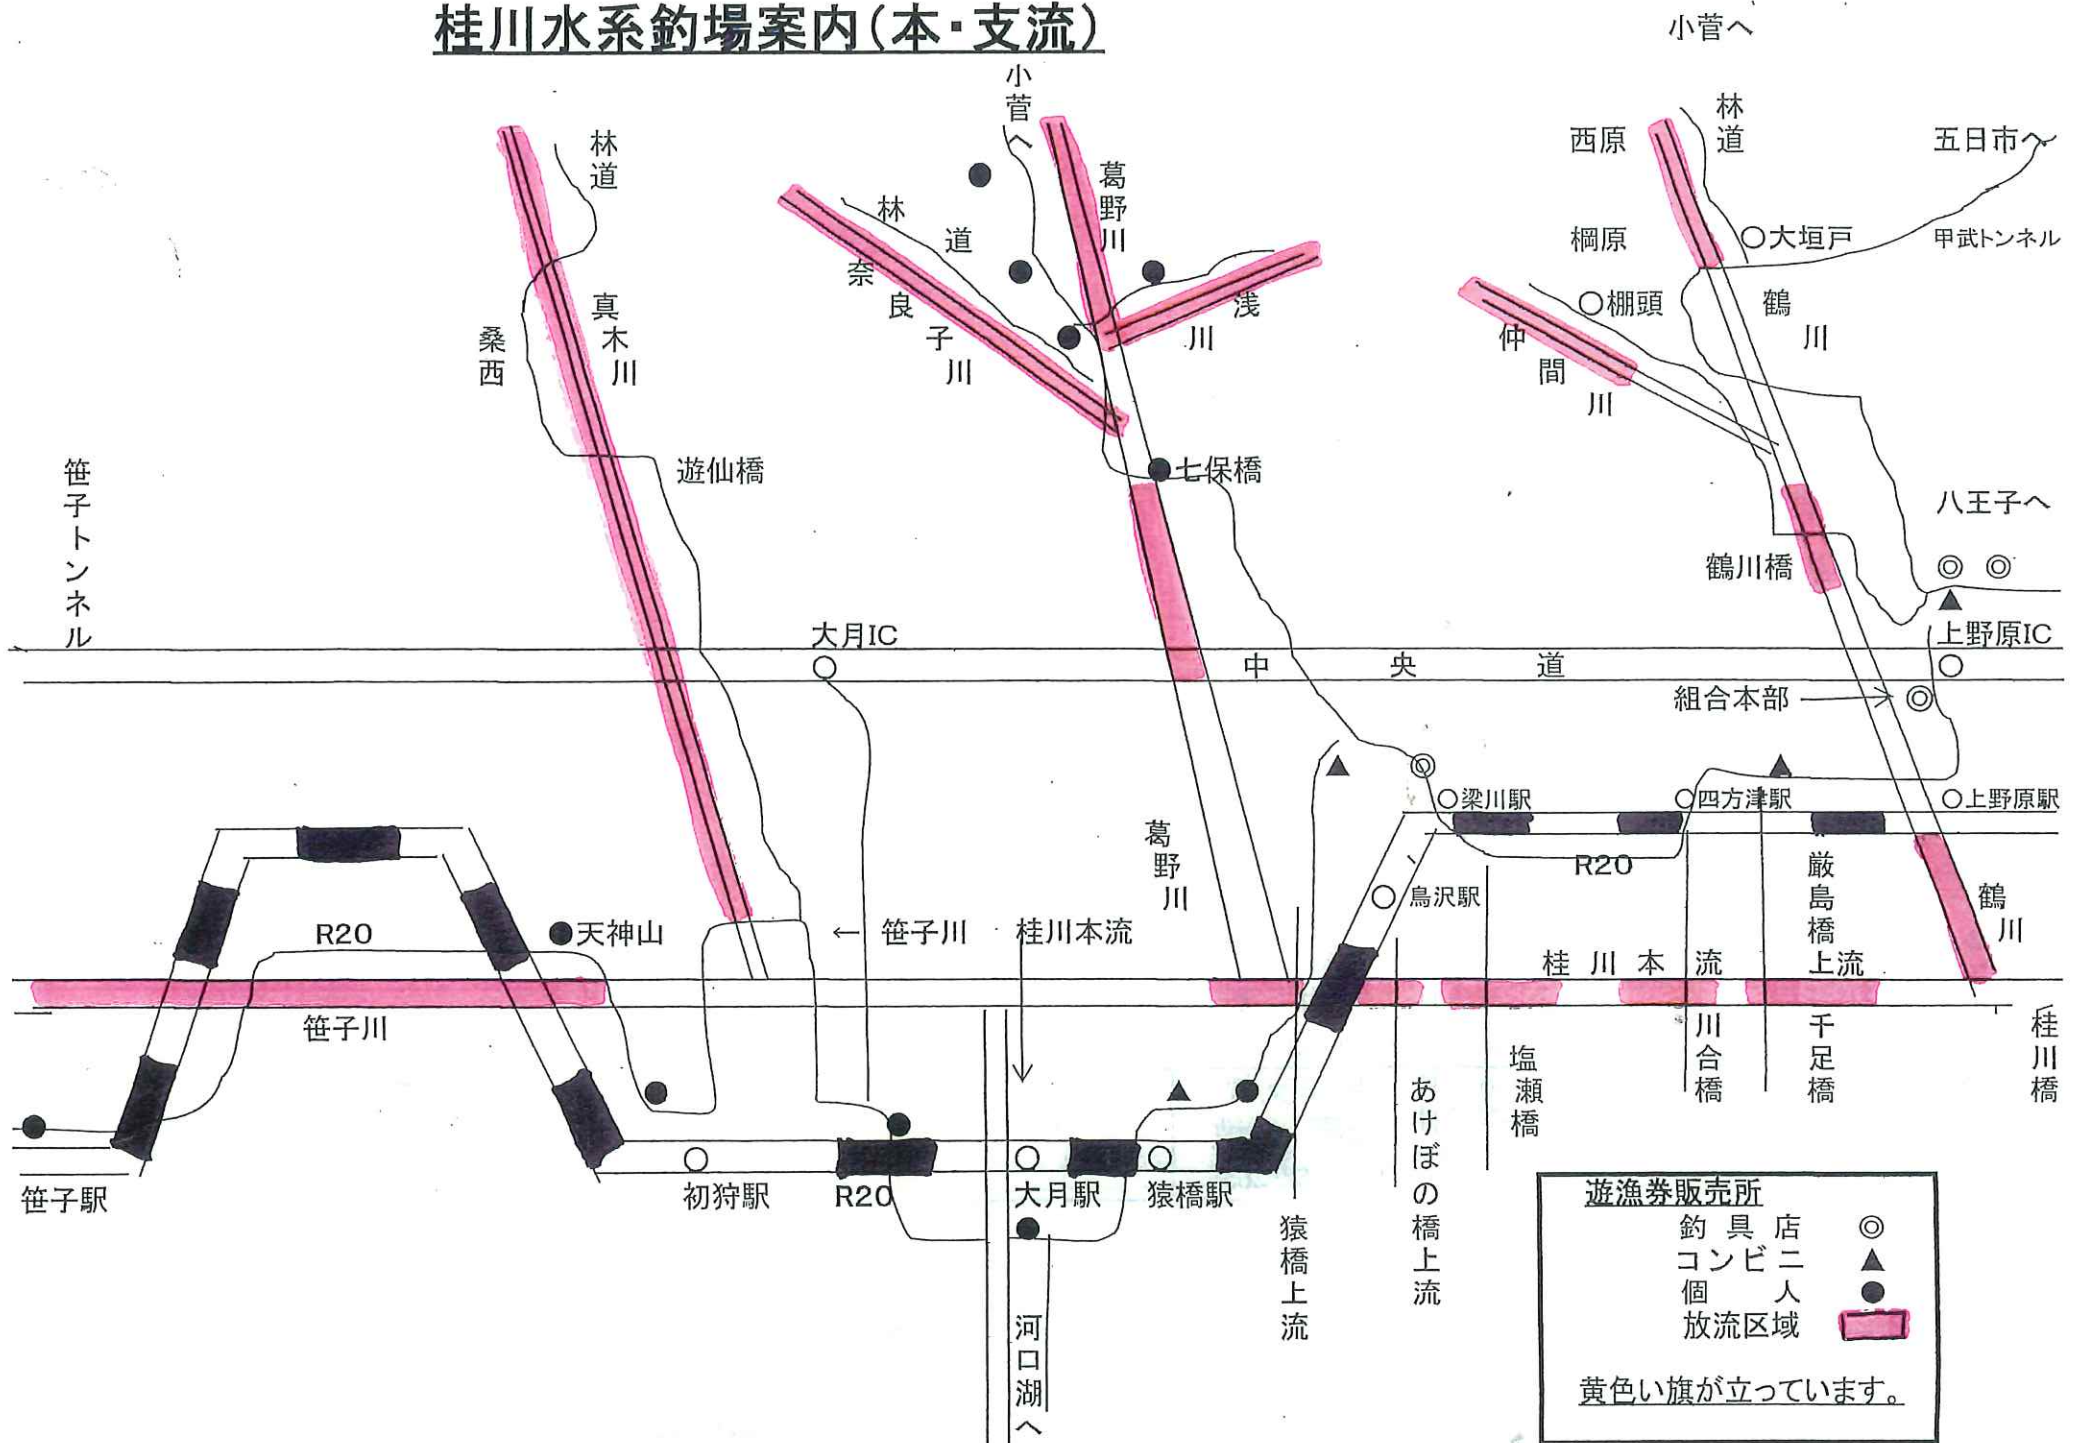 桂川水系釣場案内(本・支流)
小菅へ
小菅へ
林道
葛野川
西原
林道
五日市へ
林道
奈良子川
浅川
棡原
大垣戸
甲武トンネル
棚頭
鶴川
仲間川
真木川
桑西
遊仙橋
七保橋
笹子トンネル
八王子へ
鶴川橋
大月IC
上野原IC
中央道
組合本部
梁川駅
四方津駅
上野原駅
葛野川
R20
鳥沢駅
厳島橋上流
鶴川
R20
天神山
← 笹子川
桂川本流
桂川本流
笹子川
塩瀬橋
川合橋
千足橋
桂川橋
あけぼの橋上流
笹子駅
初狩駅
R20
大月駅
猿橋駅
猿橋上流
河口湖へ
遊漁券販売所
釣具店 ◎
コンビニ ▲
個人 ●
放流区域
黄色い旗が立っています。